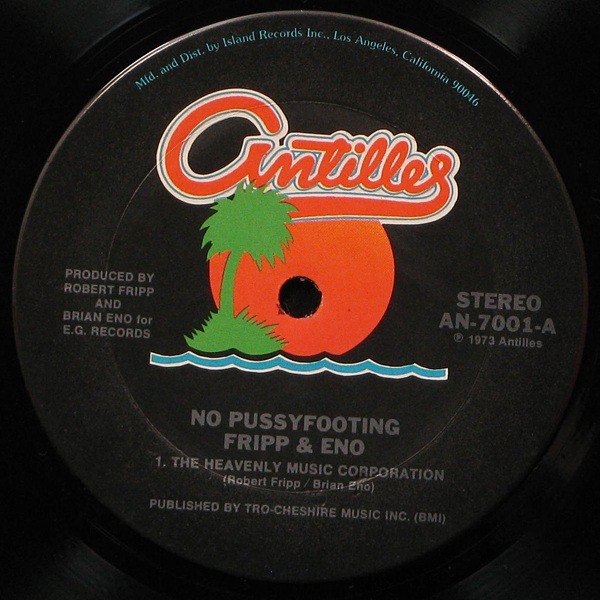 Mfd. and Dist. by Island Records Inc., Los Angeles, California 90046
Antilles
PRODUCED BY
ROBERT FRIPP
AND
BRIAN ENO for
E.G. RECORDS
STEREO
AN-7001-A
℗ 1973 Antilles
NO PUSSYFOOTING
FRIPP & ENO
1. THE HEAVENLY MUSIC CORPORATION
(Robert Fripp / Brian Eno)
PUBLISHED BY TRO-CHESHIRE MUSIC INC. (BMI)